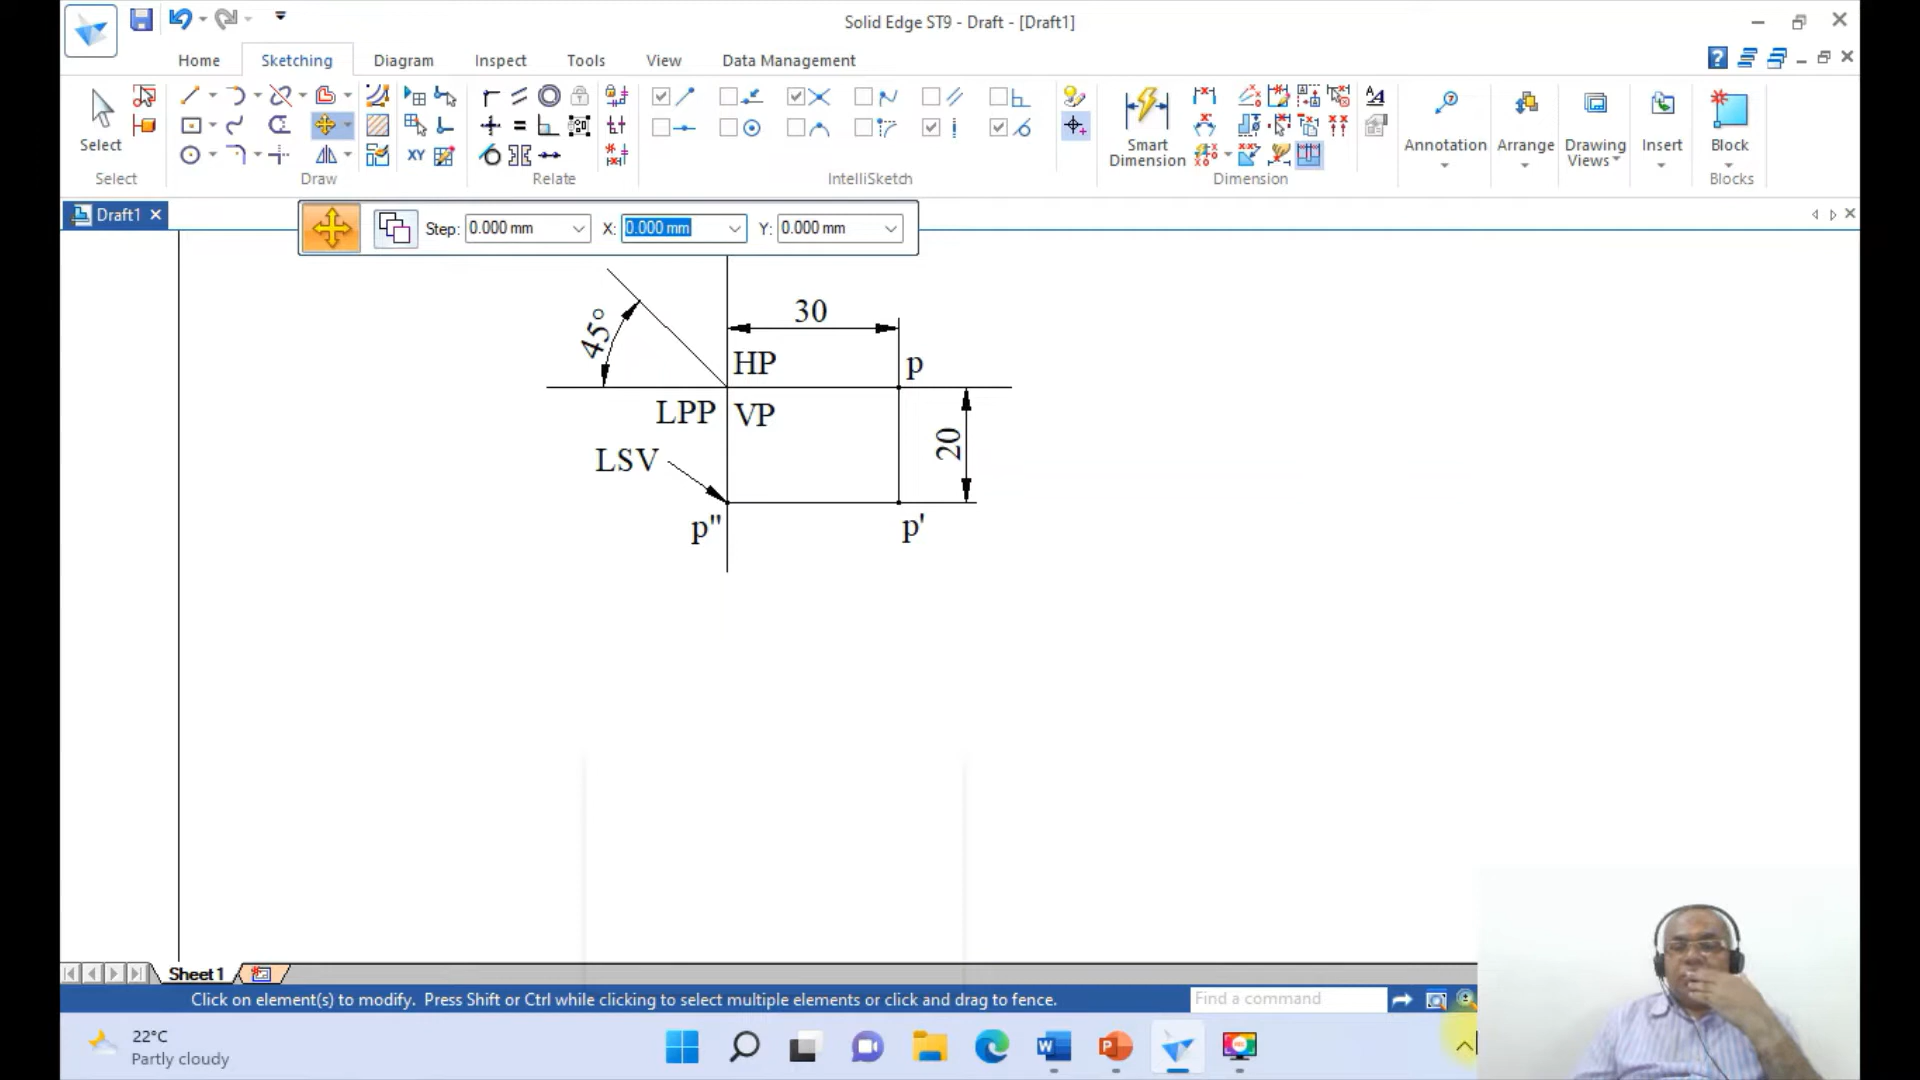 Solid Edge ST9 - Draft - [Draft1]
Home Sketching Diagram Inspect Tools View Data Management
Select
Smart Dimension
Annotation
Arrange
Drawing Views
Insert
Block
XY
Select Draw Relate IntelliSketch Dimension Blocks
Draft1
Step: 0.000 mm X: 0.000 mm Y: 0.000 mm
45°
30
HP
p
LPP
VP
LSV
20
p"
p'
Sheet1
Click on element(s) to modify. Press Shift or Ctrl while clicking to select multiple elements or click and drag to fence.
Find a command
22°C
Partly cloudy